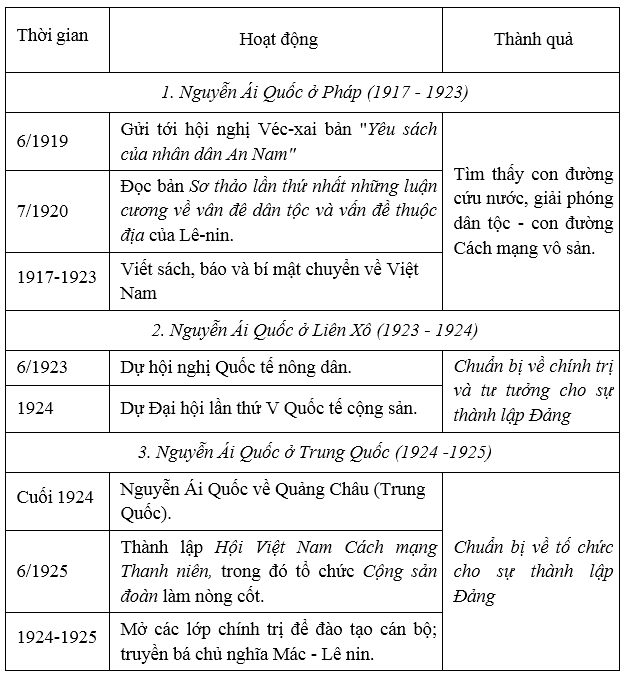 Thời gian
Hoạt động
Thành quả
1. Nguyễn Ái Quốc ở Pháp (1917 - 1923)
6/1919
Gửi tới hội nghị Véc-xai bản "Yêu sách
của nhân dân An Nam"
7/1920
Đọc bản Sơ thảo lần thứ nhất những luận
cương về vân đê dân tộc và vấn đề thuộc
địa của Lê-nin.
1917-1923
Viết sách, báo và bí mật chuyển về Việt
Nam
Tìm thấy con đường
cứu nước, giải phóng
dân tộc - con đường
Cách mạng vô sản.
2. Nguyễn Ái Quốc ở Liên Xô (1923 - 1924)
6/1923
Dự hội nghị Quốc tế nông dân.
1924
Dự Đại hội lần thứ V Quốc tế cộng sản.
Chuẩn bị về chính trị
và tư tưởng cho sự
thành lập Đảng
3. Nguyễn Ái Quốc ở Trung Quốc (1924 -1925)
Cuối 1924
Nguyễn Ái Quốc về Quảng Châu (Trung
Quốc).
6/1925
Thành lập Hội Việt Nam Cách mạng
Thanh niên, trong đó tổ chức Cộng sản
đoàn làm nòng cốt.
1924-1925
Mở các lớp chính trị để đào tạo cán bộ;
truyền bá chủ nghĩa Mác - Lê nin.
Chuẩn bị về tổ chức
cho sự thành lập
Đảng